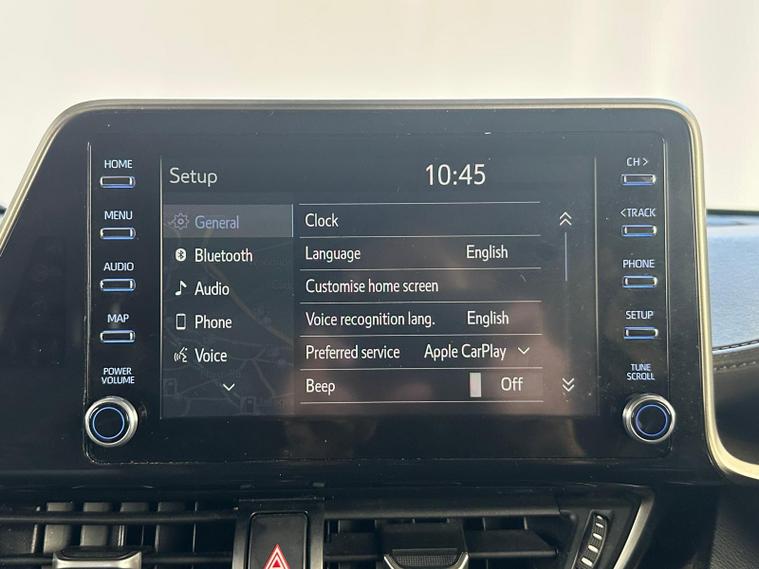 HOME
MENU
AUDIO
MAP
POWER
VOLUME
Setup 10:45
General
Bluetooth
Audio
Phone
Voice
Clock
Language English
Customise home screen
Voice recognition lang. English
Preferred service Apple CarPlay
Beep Off
CH >
<TRACK
PHONE
SETUP
TUNE
SCROLL